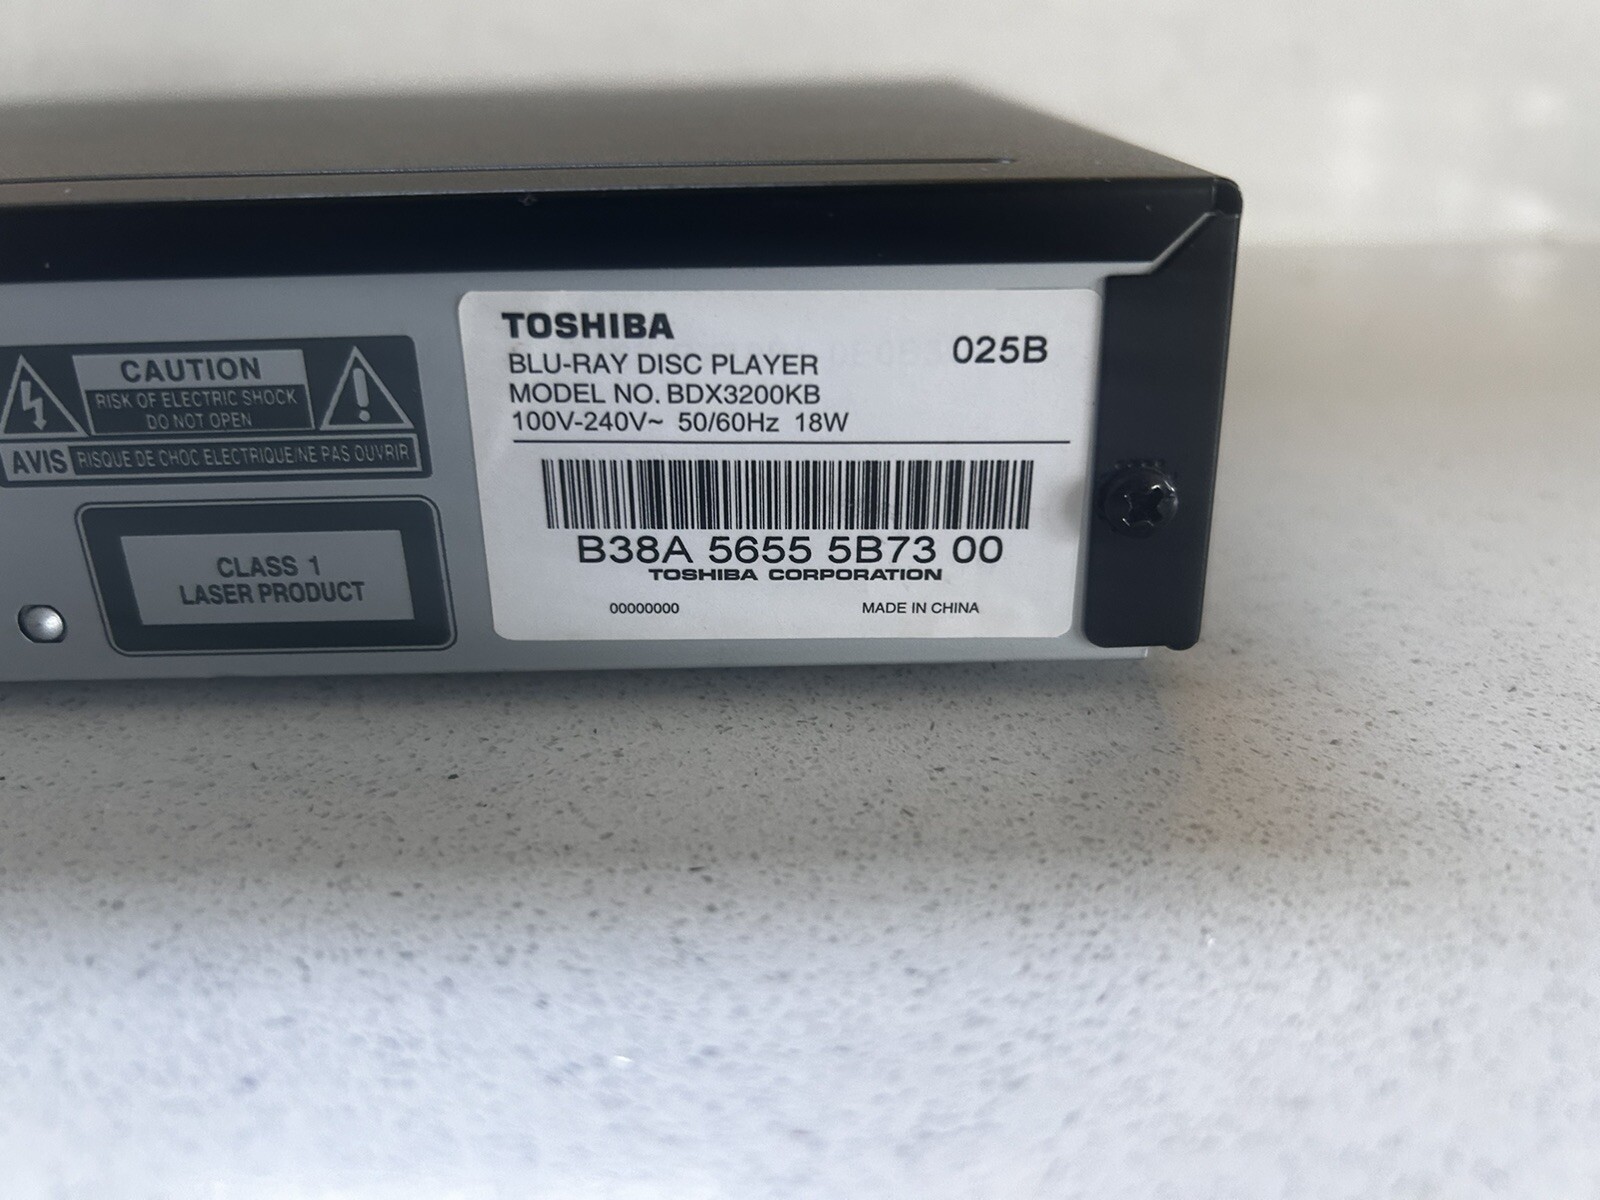 CAUTION
RISK OF ELECTRIC SHOCK
DO NOT OPEN
AVIS RISQUE DE CHOC ELECTRIQUE/NE PAS OUVRIR
CLASS 1
LASER PRODUCT
TOSHIBA
025B
BLU-RAY DISC PLAYER
MODEL NO. BDX3200KB
100V-240V~ 50/60Hz 18W
B38A 5655 5B73 00
TOSHIBA CORPORATION
00000000 MADE IN CHINA